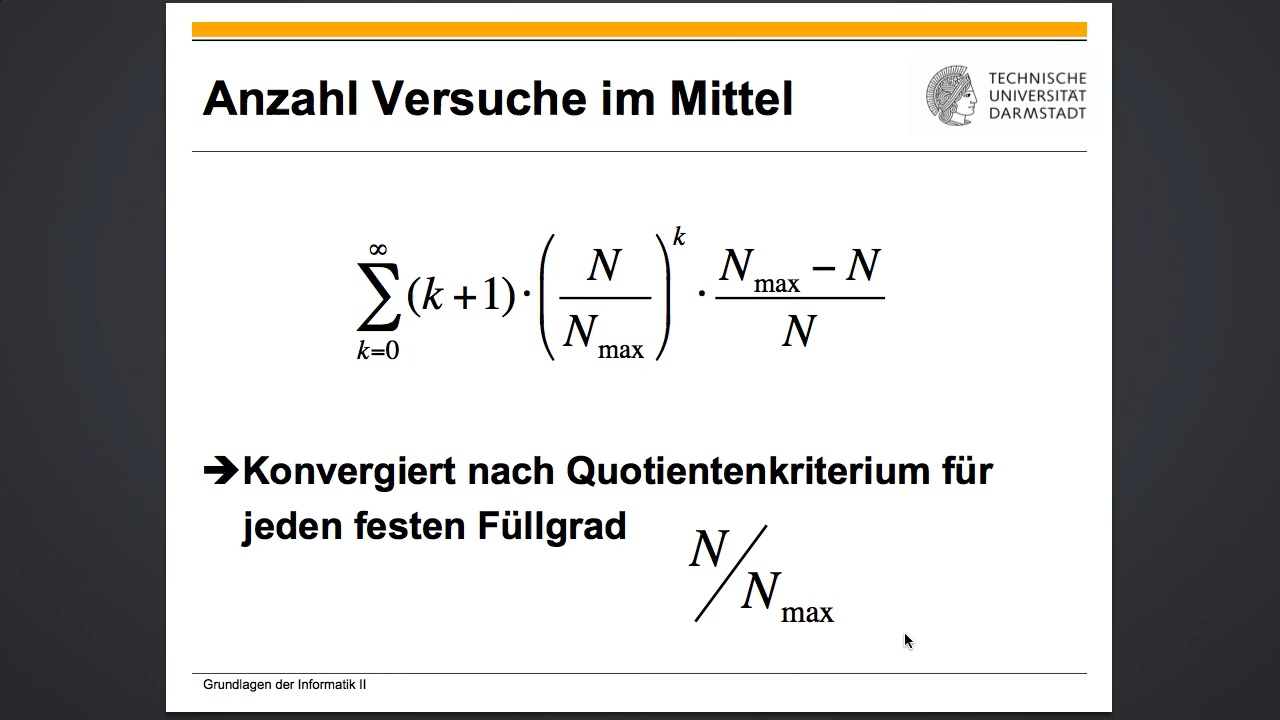 Anzahl Versuche im Mittel
TECHNISCHE
UNIVERSITÄT
DARMSTADT
∑_{k=0}^{∞} (k+1) · (N / N_max)^k · (N_max − N) / N
➔Konvergiert nach Quotientenkriterium für
jeden festen Füllgrad
N/N_max
Grundlagen der Informatik II